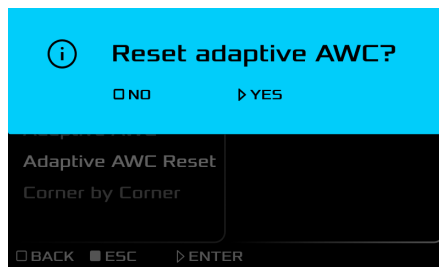 Reset adaptive AWC?
NO YES
Adaptive AWC Reset
Corner by Corner
BACK ESC ENTER